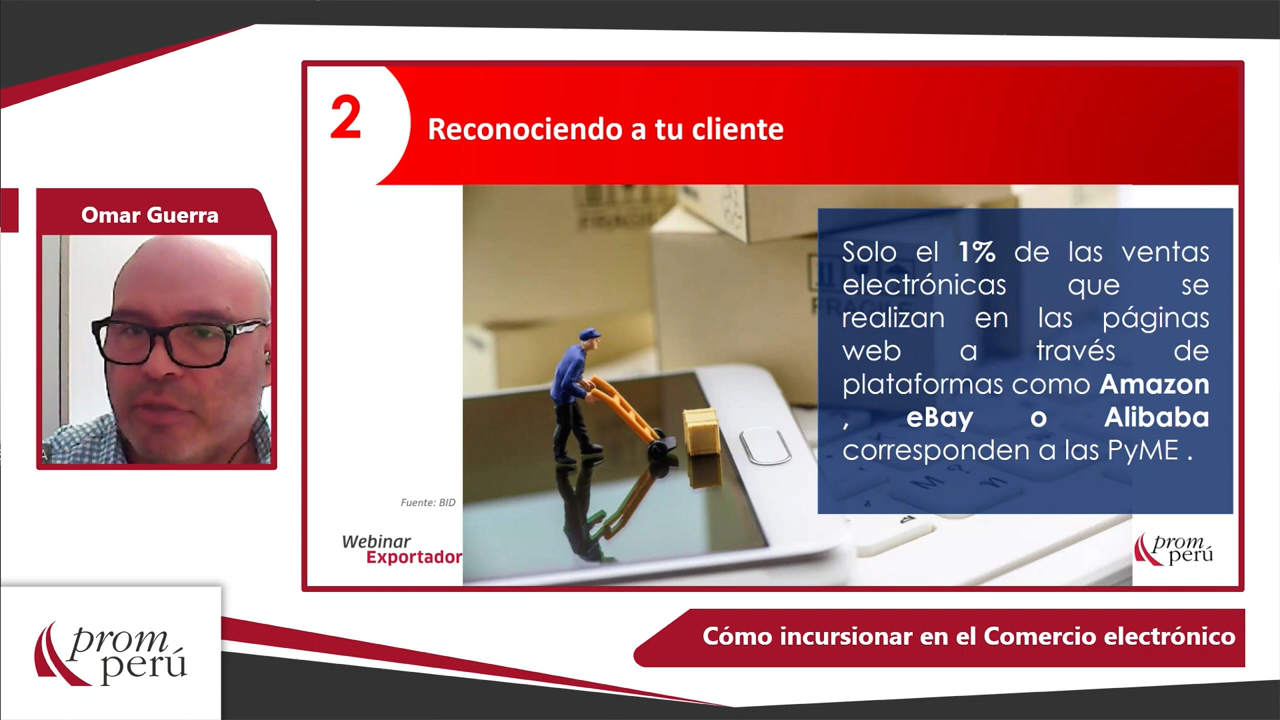 2
Reconociendo a tu cliente
Omar Guerra
FRAGILE
FRAGILE
Solo el 1% de las ventas
electrónicas que se
realizan en las páginas
web a través de
plataformas como Amazon
, eBay o Alibaba
corresponden a las PyME .
Fuente: BID
Webinar
Exportador
prom
perú
Cómo incursionar en el Comercio electrónico
prom
perú